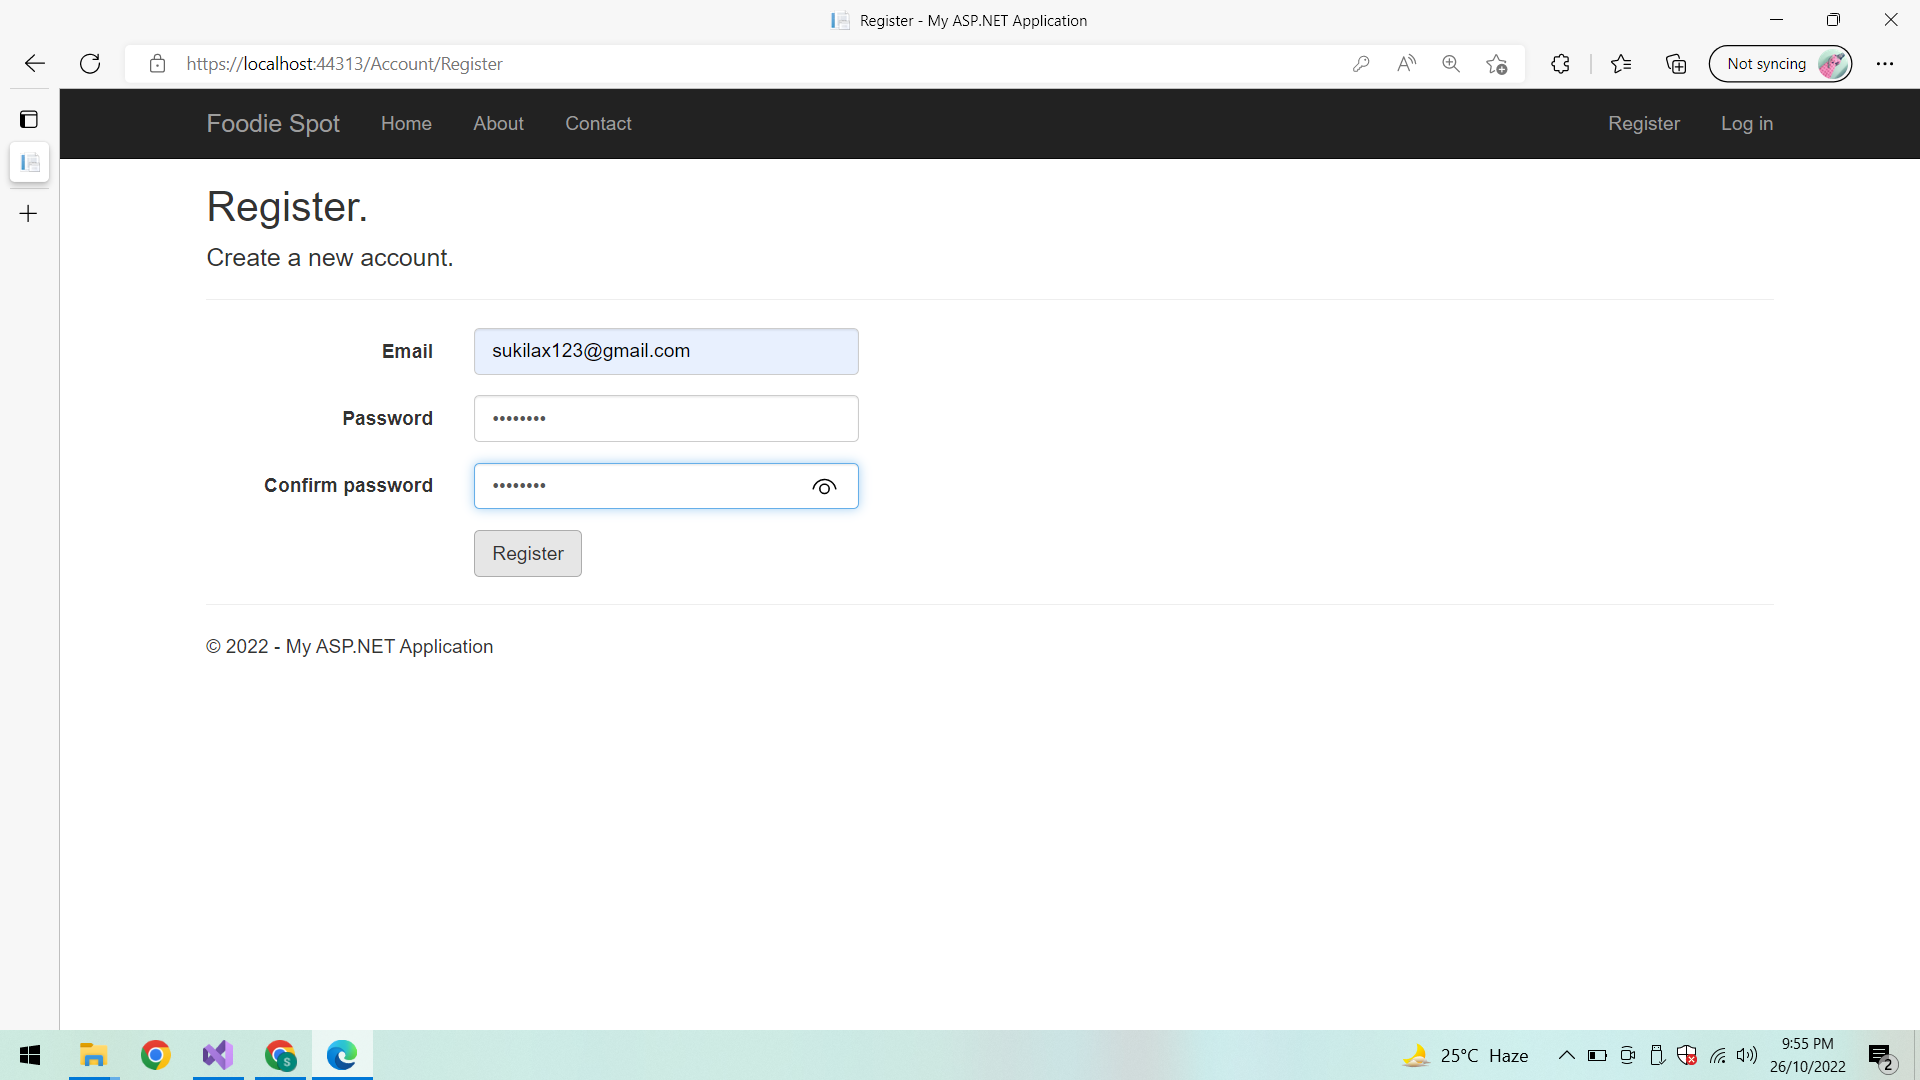 Register - My ASP.NET Application
https://localhost:44313/Account/Register
Not syncing
Foodie Spot Home About Contact Register Log in
Register.
Create a new account.
Email sukilax123@gmail.com
Password ••••••••
Confirm password ••••••••
Register
© 2022 - My ASP.NET Application
25°C Haze
9:55 PM
26/10/2022
2
S